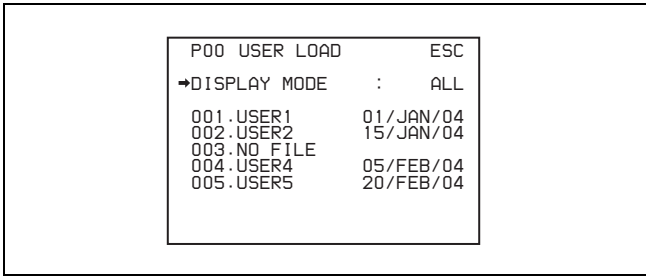 P00 USER LOAD ESC
➡DISPLAY MODE : ALL
001.USER1 01/JAN/04
002.USER2 15/JAN/04
003.NO FILE
004.USER4 05/FEB/04
005.USER5 20/FEB/04